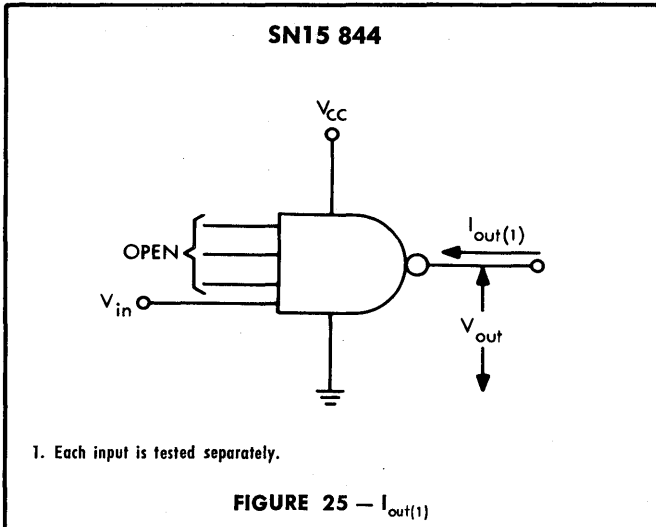 SN15 844
VCC
Iout(1)
OPEN
Vin
Vout
1. Each input is tested separately.
FIGURE 25 — Iout(1)